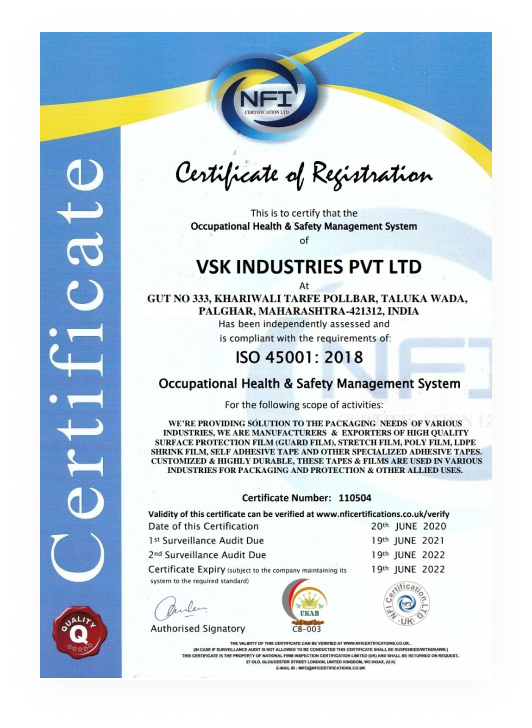 NFI
CERTIFICATION LTD
Certificate
Certificate of Registration
This is to certify that the
Occupational Health & Safety Management System
of
VSK INDUSTRIES PVT LTD
At
GUT NO 333, KHARIWALI TARFE POLLBAR, TALUKA WADA,
PALGHAR, MAHARASHTRA-421312, INDIA
Has been independently assessed and
is compliant with the requirements of:
ISO 45001: 2018
Occupational Health & Safety Management System
For the following scope of activities:
WE'RE PROVIDING SOLUTION TO THE PACKAGING NEEDS OF VARIOUS
INDUSTRIES, WE ARE MANUFACTURERS & EXPORTERS OF HIGH QUALITY
SURFACE PROTECTION FILM (GUARD FILM), STRETCH FILM, POLY FILM, LDPE
SHRINK FILM, SELF ADHESIVE TAPE AND OTHER SPECIALIZED ADHESIVE TAPES.
CUSTOMIZED & HIGHLY DURABLE, THESE TAPES & FILMS ARE USED IN VARIOUS
INDUSTRIES FOR PACKAGING AND PROTECTION & OTHER ALLIED USES.
Certificate Number: 110504
Validity of this certificate can be verified at www.nficertifications.co.uk/verify
Date of this Certification 20th JUNE 2020
1st Surveillance Audit Due 19th JUNE 2021
2nd Surveillance Audit Due 19th JUNE 2022
Certificate Expiry (subject to the company maintaining its 19th JUNE 2022
system to the required standard)
QUALITY
Q
Authorised Signatory
UKAB
CB-003
NFI Certification LTD
NFI
-UK-
THE VALIDITY OF THIS CERTIFICATE CAN BE VERIFIED AT WWW.NFICERTIFICATIONS.CO.UK,
(IN CASE IF SURVEILLANCE AUDIT IS NOT ALLOWED TO BE CONDUCTED THIS CERTIFICATE SHALL BE SUSPENDED/WITHDRAWN.)
THIS CERTIFICATE IS THE PROPERTY OF NATIONAL FIRM INSPECTION CERTIFICATION LIMITED (UK) AND SHALL BE RETURNED ON REQUEST.
27 OLD, GLOUCESTER STREET LONDON, UNITED KINGDOM, WC1N3AX, (U.K)
E-MAIL ID : INFO@NFICERTIFICATIONS.CO.UK